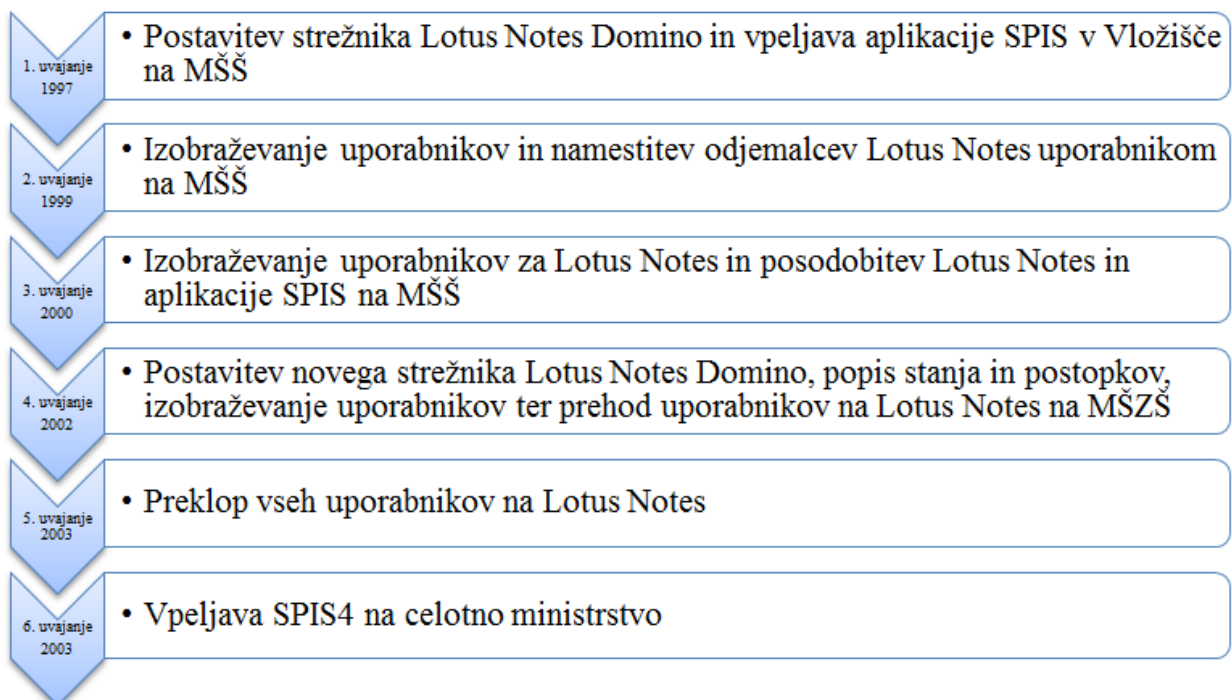 1. uvajanje
1997
• Postavitev strežnika Lotus Notes Domino in vpeljava aplikacije SPIS v Vložišče
na MŠŠ
2. uvajanje
1999
• Izobraževanje uporabnikov in namestitev odjemalcev Lotus Notes uporabnikom
na MŠŠ
3. uvajanje
2000
• Izobraževanje uporabnikov za Lotus Notes in posodobitev Lotus Notes in
aplikacije SPIS na MŠŠ
4. uvajanje
2002
• Postavitev novega strežnika Lotus Notes Domino, popis stanja in postopkov,
izobraževanje uporabnikov ter prehod uporabnikov na Lotus Notes na MŠZŠ
5. uvajanje
2003
• Preklop vseh uporabnikov na Lotus Notes
6. uvajanje
2003
• Vpeljava SPIS4 na celotno ministrstvo